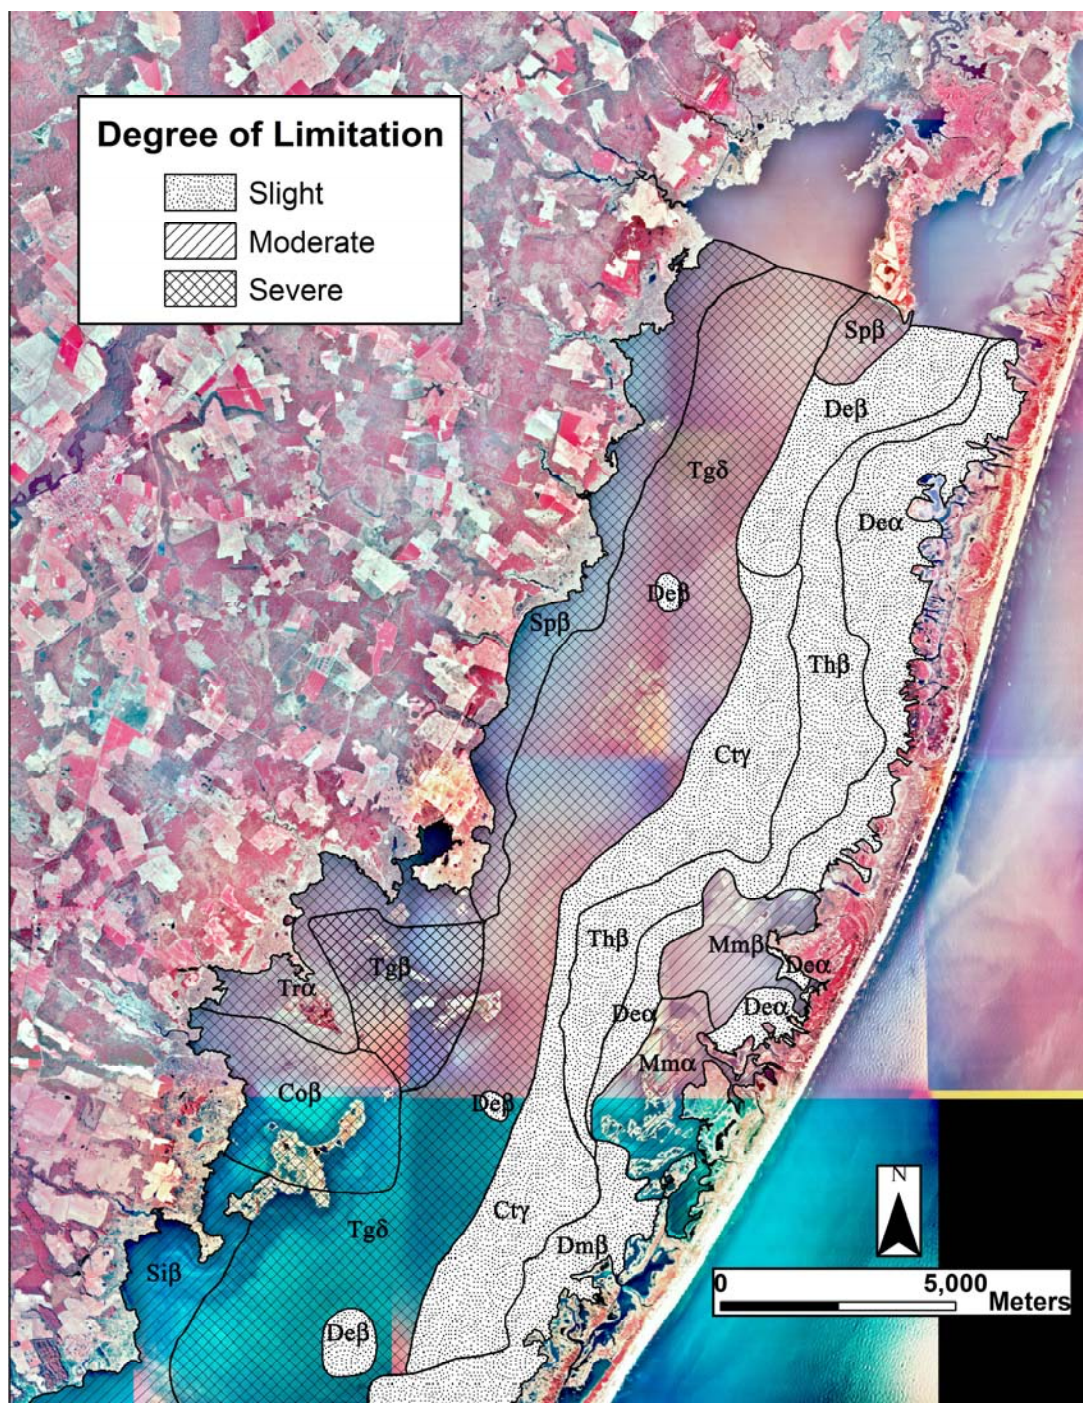 Degree of Limitation
Slight
Moderate
Severe
Spβ
Deβ
Tgδ
Deα
Deβ
Spβ
Thβ
Ctγ
Mmβ
Thβ
Tgβ
Deα
Trα
Deα
Deα
Mmα
Coβ
Deβ
N
Ctγ
Tgδ
Dmβ
Siβ
0 5,000
Meters
Deβ